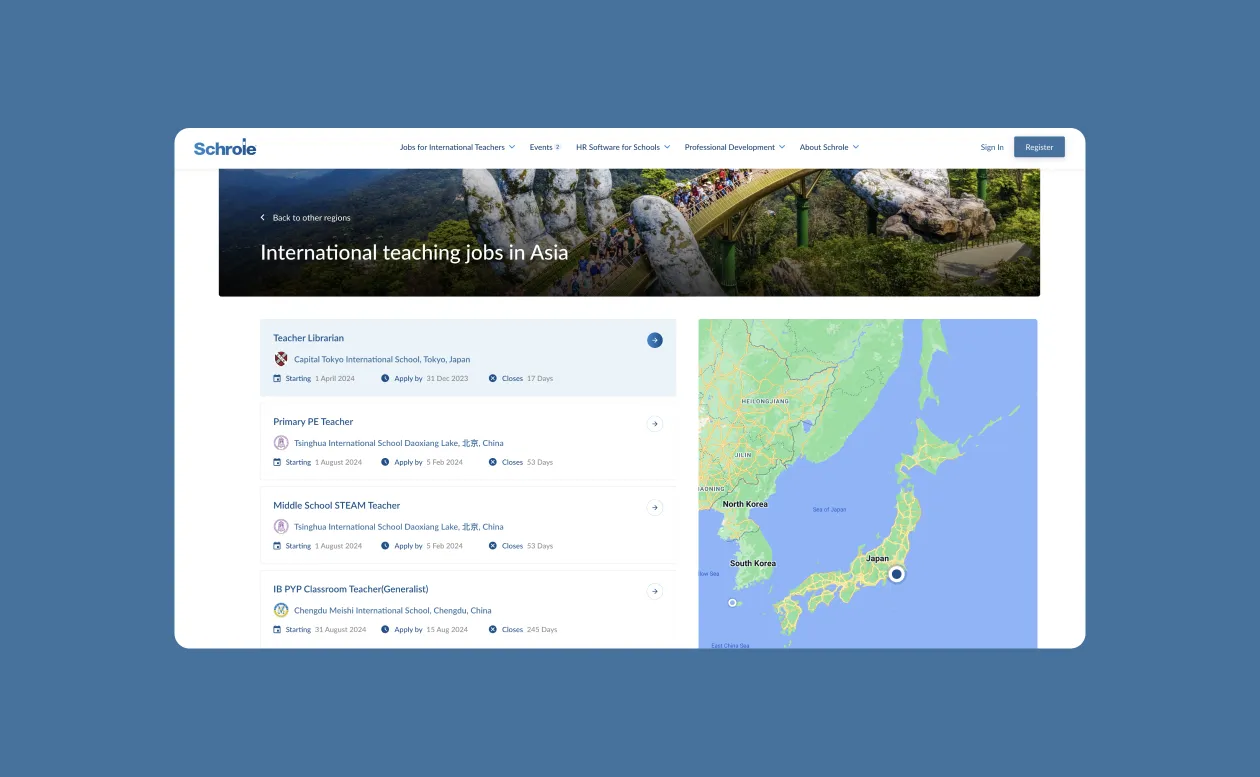 Schrole
Jobs for International Teachers
Events 2
HR Software for Schools
Professional Development
About Schrole
Sign In
Register
Back to other regions
International teaching jobs in Asia
Teacher Librarian
Capital Tokyo International School, Tokyo, Japan
Starting 1 April 2024 Apply by 31 Dec 2023 Closes 17 Days
Primary PE Teacher
Tsinghua International School Daoxiang Lake, 北京, China
Starting 1 August 2024 Apply by 5 Feb 2024 Closes 53 Days
Middle School STEAM Teacher
Tsinghua International School Daoxiang Lake, 北京, China
Starting 1 August 2024 Apply by 5 Feb 2024 Closes 53 Days
IB PYP Classroom Teacher(Generalist)
Chengdu Meishi International School, Chengdu, China
Starting 31 August 2024 Apply by 15 Aug 2024 Closes 245 Days
HEILONGJIANG
JILIN
IAONING
North Korea
Sea of Japan
Japan
South Korea
low Sea
East China Sea